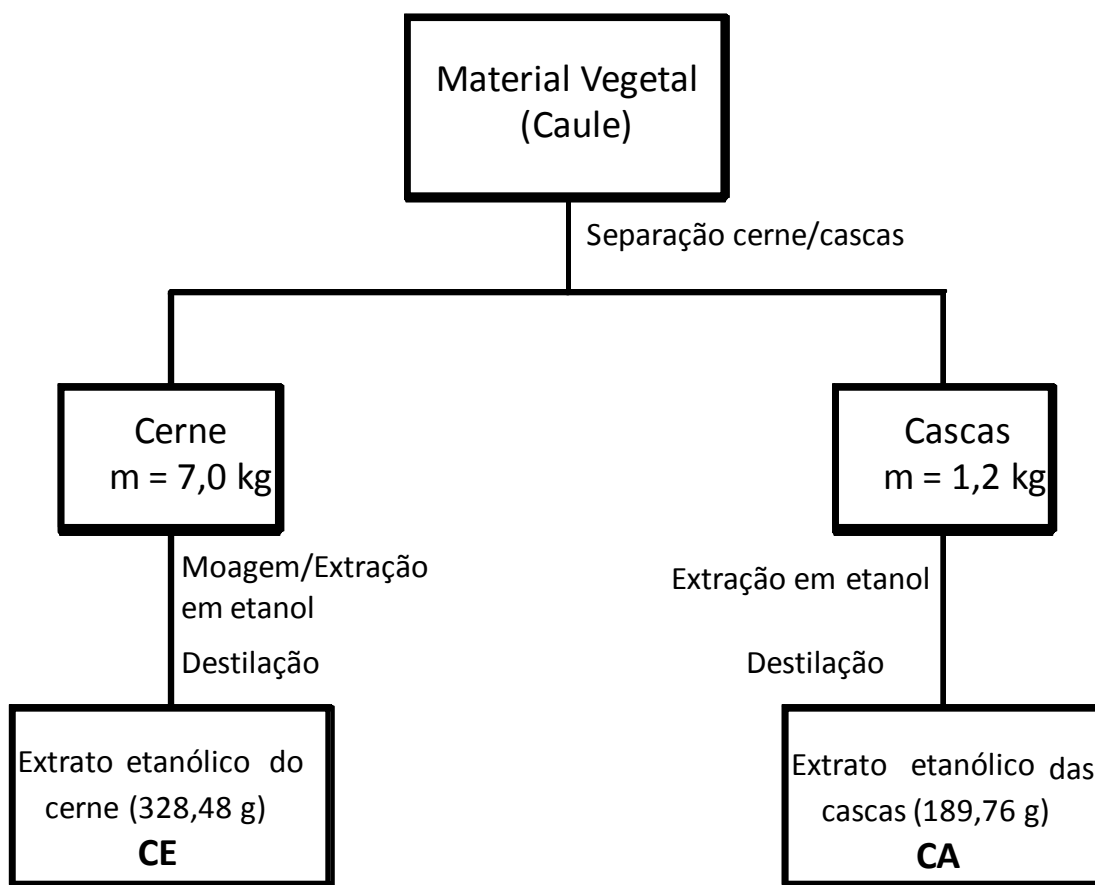 Material Vegetal
(Caule)
Separação cerne/cascas
Cerne
m = 7,0 kg
Cascas
m = 1,2 kg
Moagem/Extração
em etanol
Destilação
Extração em etanol
Destilação
Extrato etanólico do
cerne (328,48 g)
CE
Extrato etanólico das
cascas (189,76 g)
CA